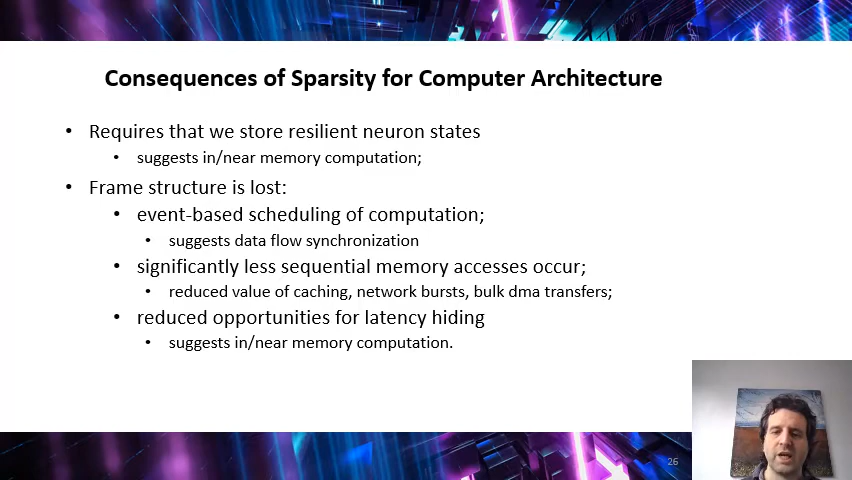 Consequences of Sparsity for Computer Architecture
• Requires that we store resilient neuron states
• suggests in/near memory computation;
• Frame structure is lost:
• event-based scheduling of computation;
• suggests data flow synchronization
• significantly less sequential memory accesses occur;
• reduced value of caching, network bursts, bulk dma transfers;
• reduced opportunities for latency hiding
• suggests in/near memory computation.
26